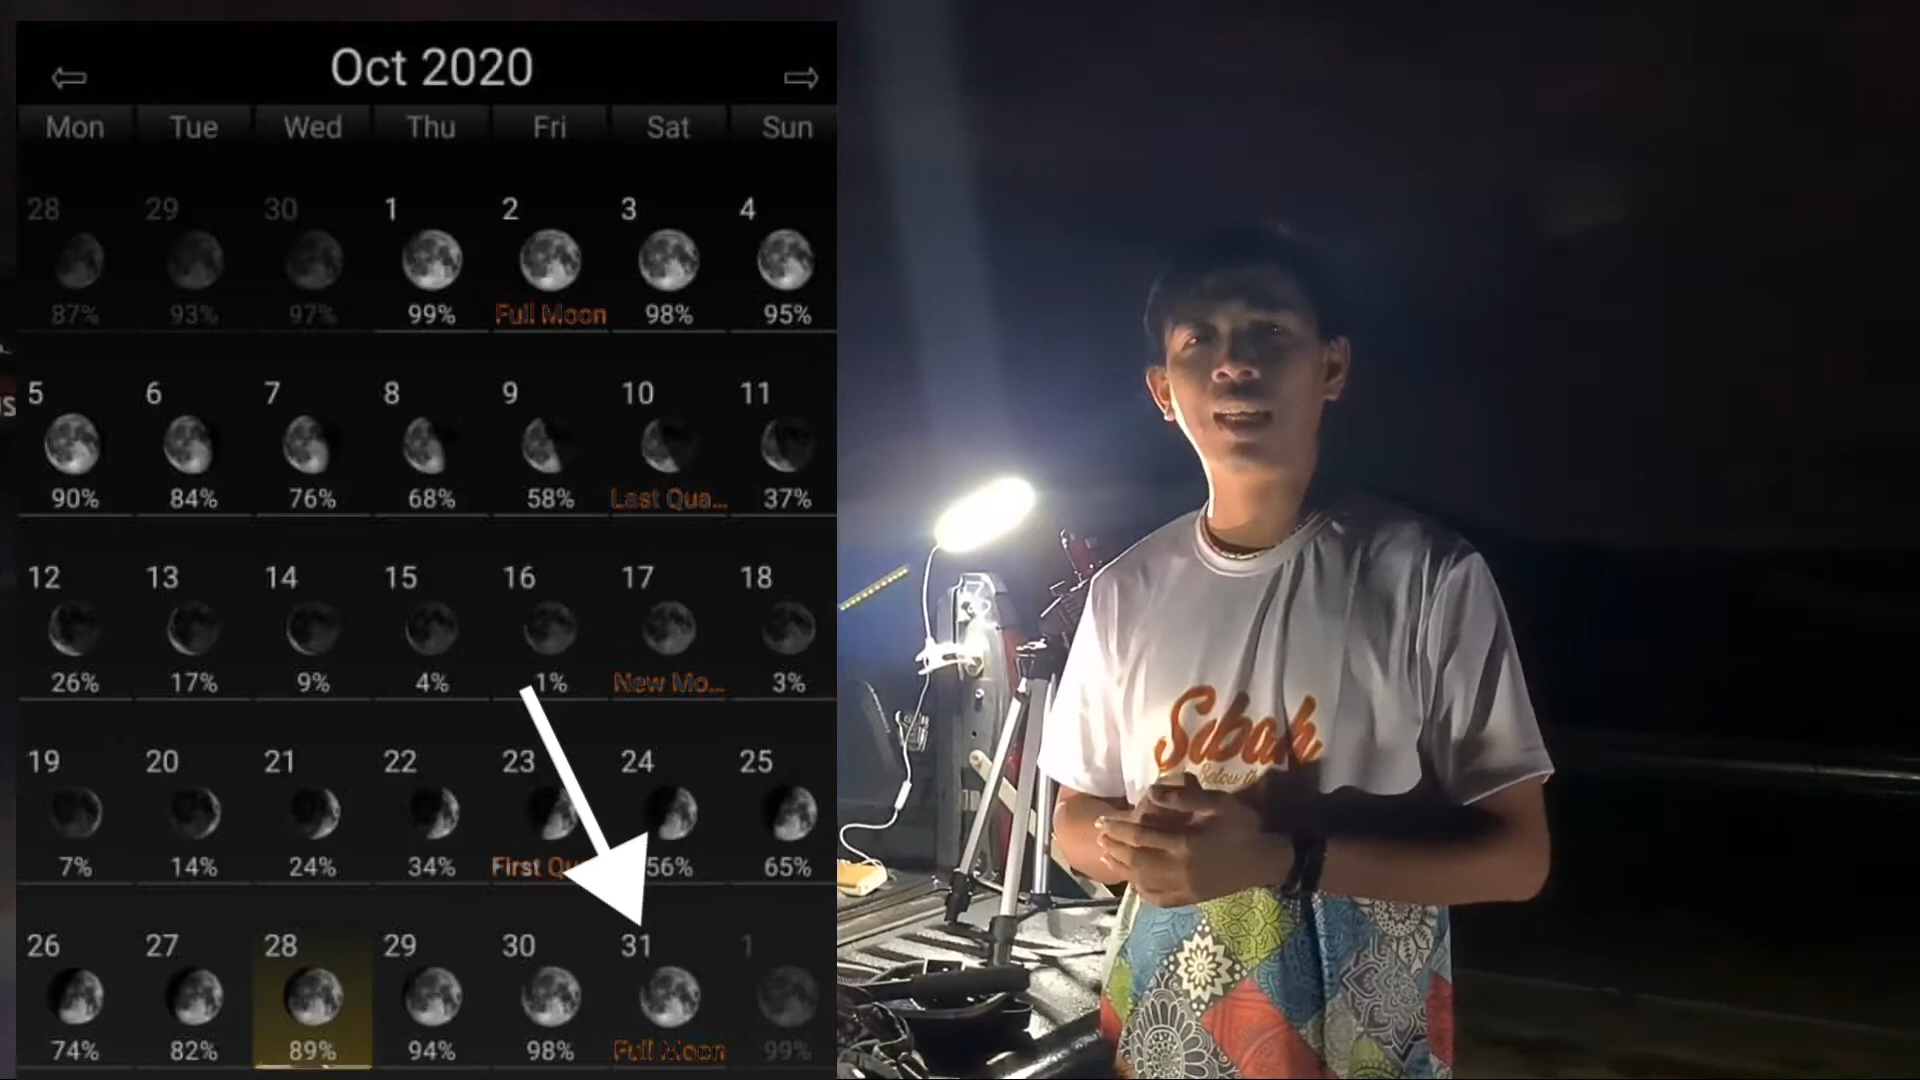 Oct 2020
Mon Tue Wed Thu Fri Sat Sun
28 29 30 1 2 3 4
87% 93% 97% 99% Full Moon 98% 95%
5 6 7 8 9 10 11
90% 84% 76% 68% 58% Last Qua... 37%
12 13 14 15 16 17 18
26% 17% 9% 4% 1% New Mo... 3%
19 20 21 22 23 24 25
7% 14% 24% 34% First Qu 56% 65%
26 27 28 29 30 31 1
74% 82% 89% 94% 98% Full Moon 99%
Sabah
Below the